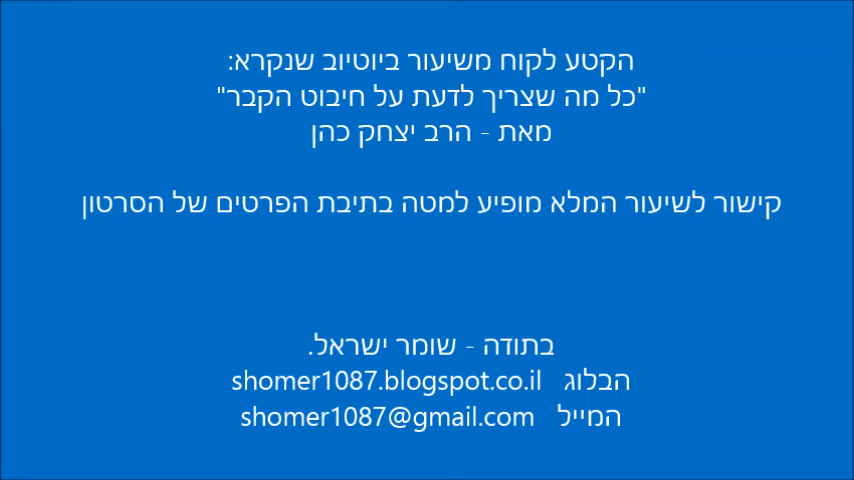 הקטע לקוח משיעור ביוטיוב שנקרא:
"כל מה שצריך לדעת על חיבוט הקבר"
מאת - הרב יצחק כהן
קישור לשיעור המלא מופיע למטה בתיבת הפרטים של הסרטון
בתודה - שומר ישראל.
הבלוג shomer1087.blogspot.co.il
המייל shomer1087@gmail.com